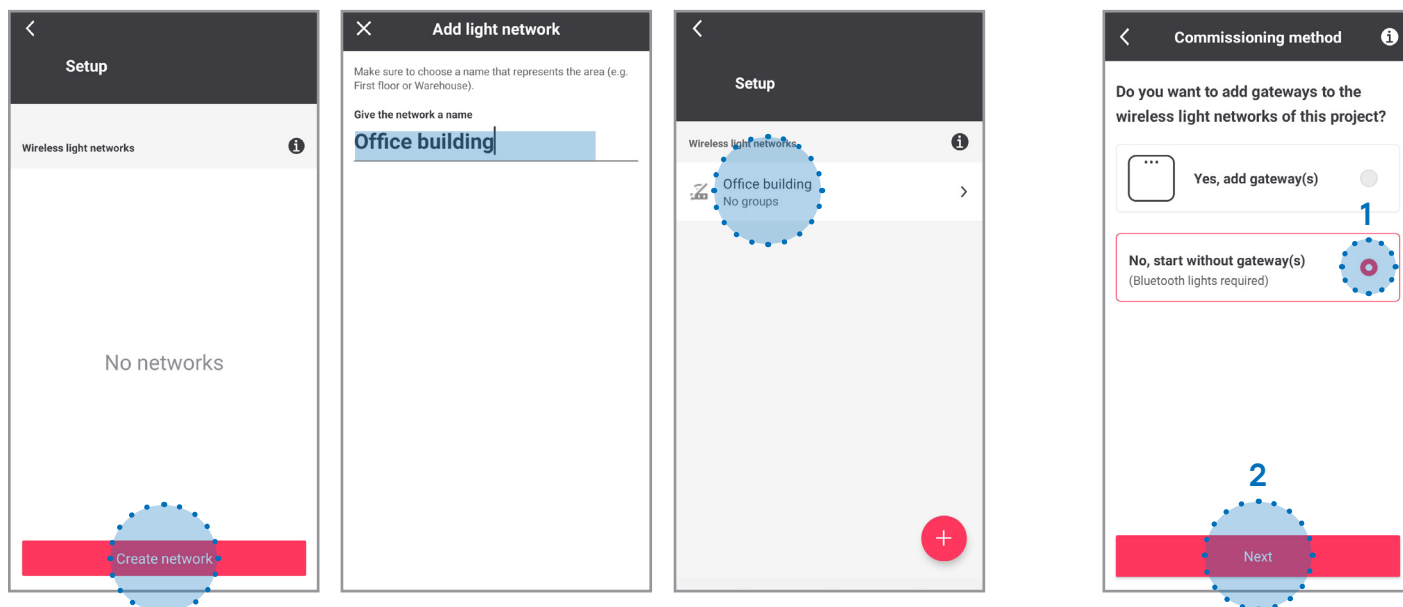 Setup
Wireless light networks
No networks
Create network
Add light network
Make sure to choose a name that represents the area (e.g.
First floor or Warehouse).
Give the network a name
Office building
Setup
Wireless light networks
Office building
No groups
Commissioning method
Do you want to add gateways to the
wireless light networks of this project?
Yes, add gateway(s)
1
No, start without gateway(s)
(Bluetooth lights required)
2
Next